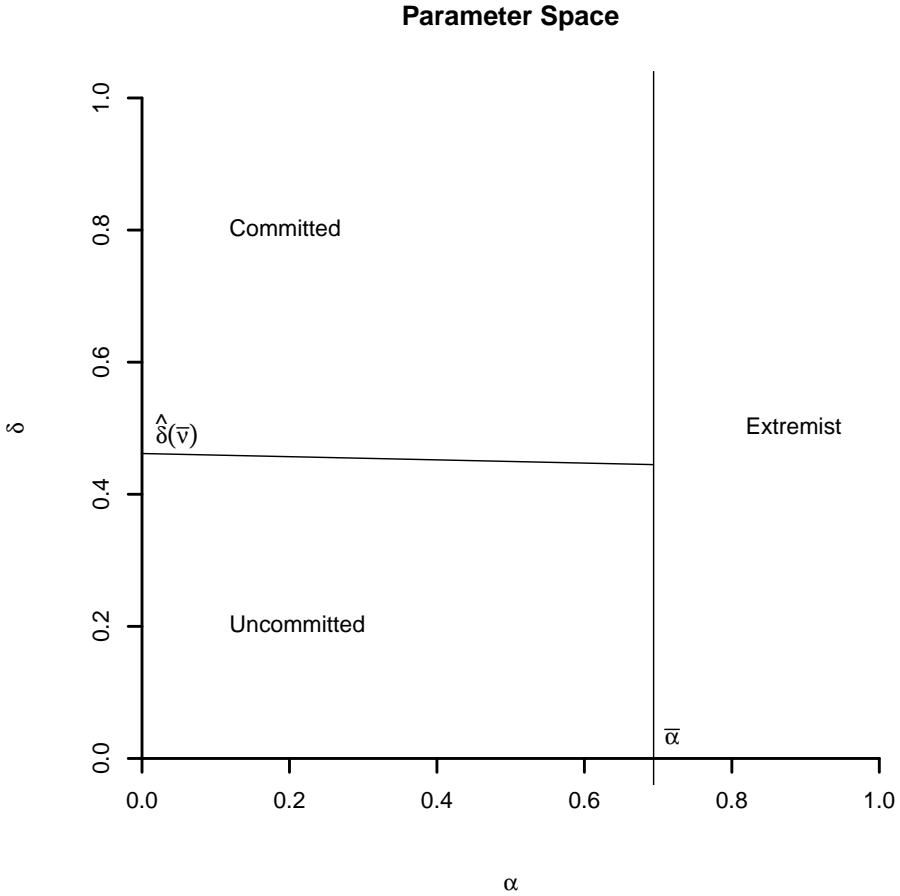 Parameter Space
1.0
0.8
0.6
0.4
0.2
0.0
δ
Committed
δ̂(ν̄)
Extremist
Uncommitted
ᾱ
0.0 0.2 0.4 0.6 0.8 1.0
α